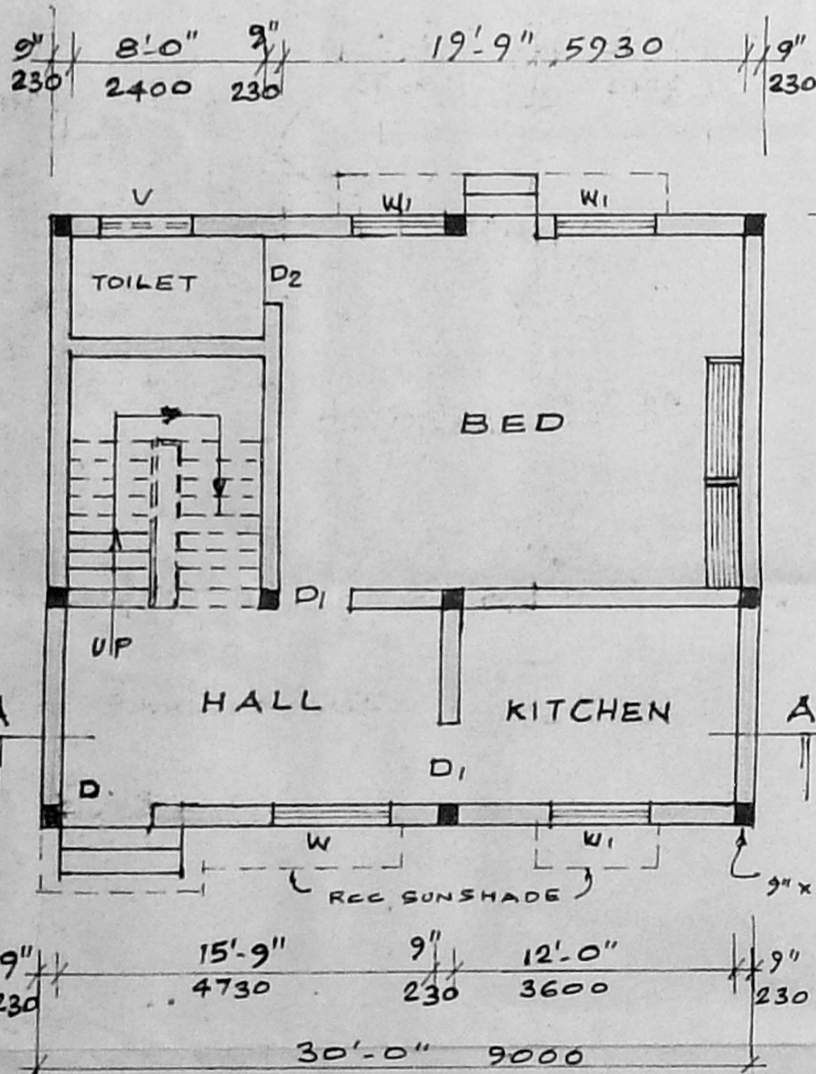 9" 8'-0" 9" 19'-9" 5930 9"
230 2400 230 230
V W1 W1
TOILET D2
BED
D1
UP
HALL KITCHEN
A A
D D1
W W1
RCC SUNSHADE
9" x
9" 15'-9" 9" 12'-0" 9"
230 4730 230 3600 230
30'-0" 9000